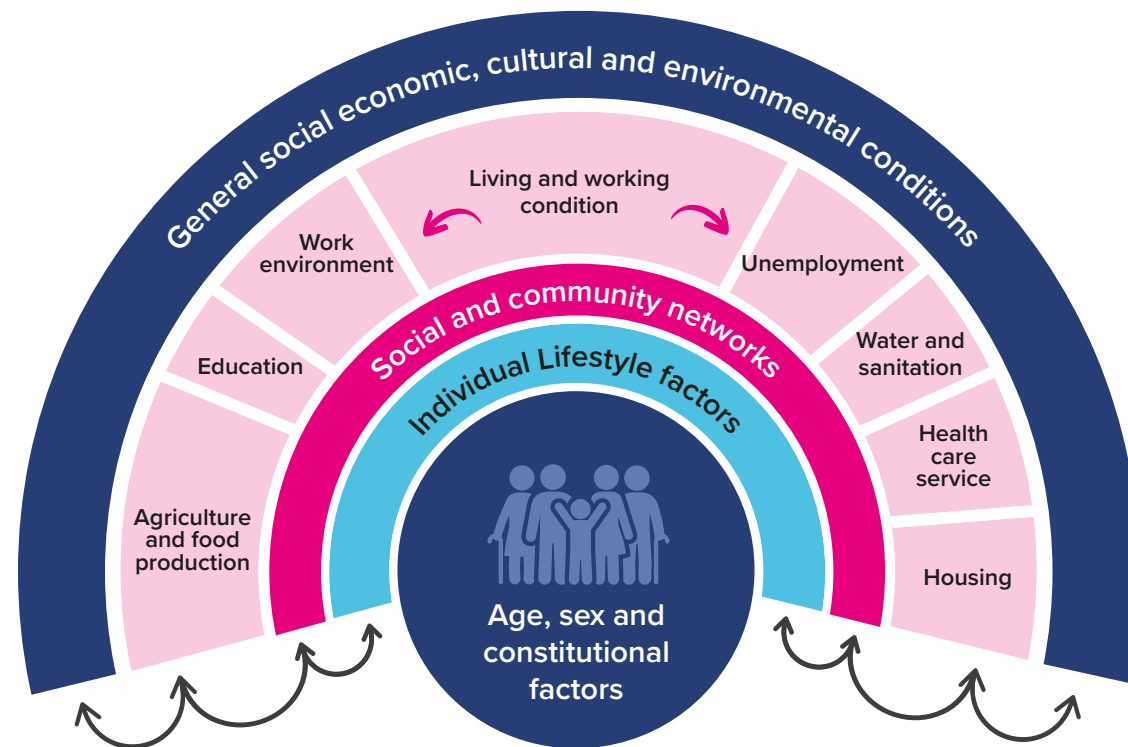 General social economic, cultural and environmental conditions
Living and working
condition
Work
environment
Unemployment
Education
Water and
sanitation
Agriculture
and food
production
Health
care
service
Housing
Social and community networks
Individual Lifestyle factors
Age, sex and
constitutional
factors